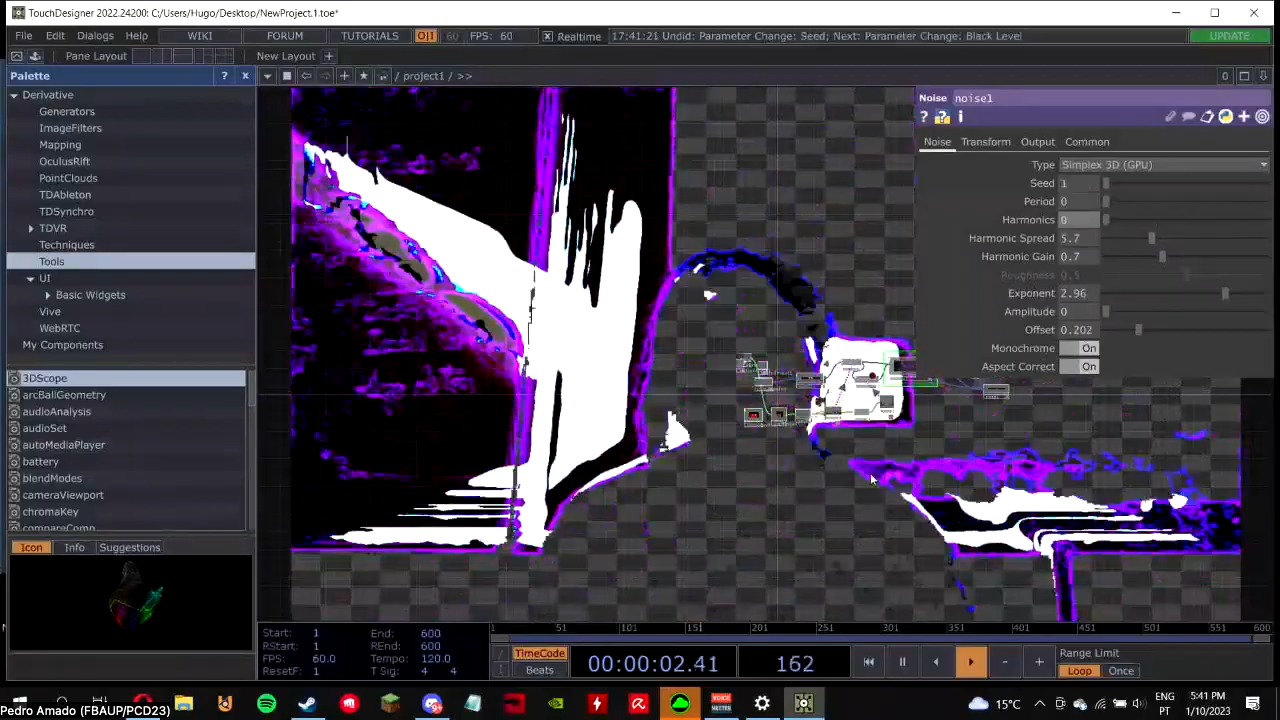 TouchDesigner 2022.24200: C:/Users/Hugo/Desktop/NewProject.1.toe*
File Edit Dialogs Help WIKI FORUM TUTORIALS O|I 60 FPS: 60 Realtime 17:41:21 Undid: Parameter Change: Seed; Next: Parameter Change: Black Level UPDATE
Pane Layout New Layout +
Palette ? x
/ project1 / >> 0
Derivative
Generators
ImageFilters
Mapping
OculusRift
PointClouds
TDAbleton
TDSynchro
TDVR
Techniques
Tools
UI
Basic Widgets
Vive
WebRTC
My Components
3DScope
arcBallGeometry
audioAnalysis
audioSet
autoMediaPlayer
battery
blendModes
cameraViewport
chromaKey
compareComp
Icon Info Suggestions
Noise noise1
? ? i
Noise Transform Output Common
Type Simplex 3D (GPU)
Seed 1
Period 0
Harmonics 0
Harmonic Spread 5.7
Harmonic Gain 0.7
Roughness 0.5
Exponent 2.96
Amplitude 0
Offset 0.202
Monochrome On
Aspect Correct On
Start: 1 End: 600
RStart: 1 REnd: 600
FPS: 60.0 Tempo: 120.0
ResetF: 1 T Sig: 4 4
1 51 101 151 201 251 301 351 401 451 501 551 600
TimeCode
Beats
00:00:02.41 162
Range Limit
Loop Once
15°C
ENG
PT
5:41 PM
1/10/2023
Pedro Amado (FBAUP/PCD23)